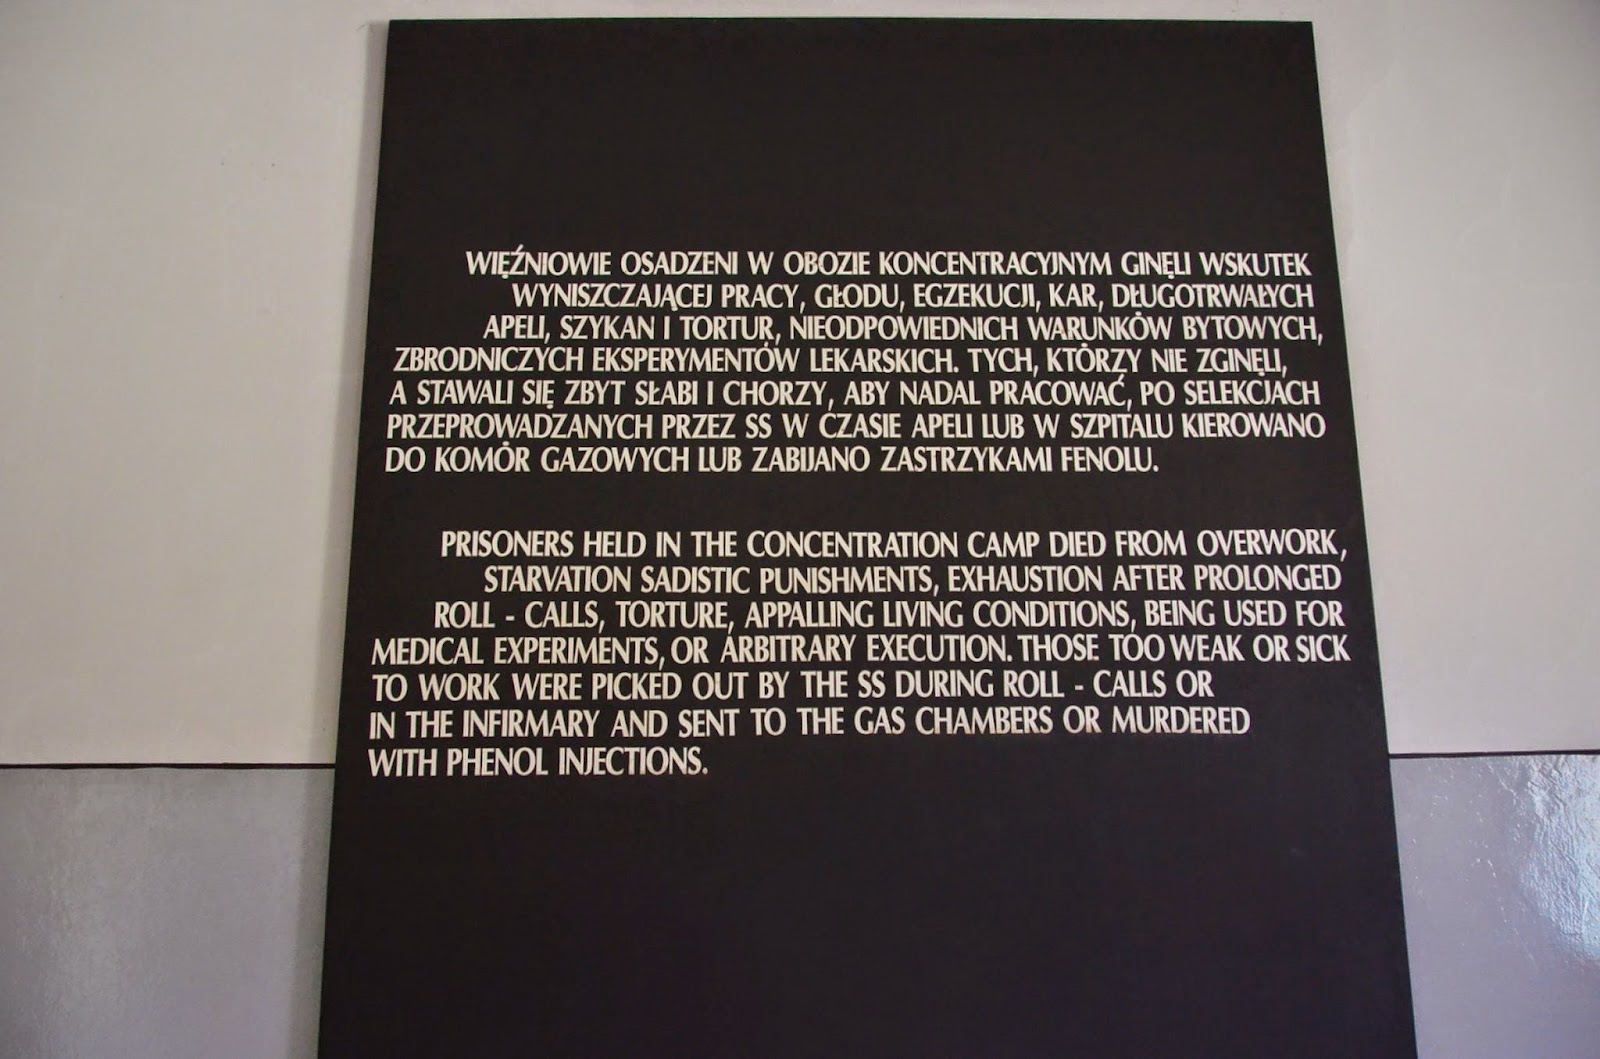 WIĘŹNIOWIE OSADZENI W OBOZIE KONCENTRACYJNYM GINĘLI WSKUTEK
WYNISZCZAJĄCEJ PRACY, GŁODU, EGZEKUCJI, KAR, DŁUGOTRWAŁYCH
APELI, SZYKAN I TORTUR, NIEODPOWIEDNICH WARUNKÓW BYTOWYCH,
ZBRODNICZYCH EKSPERYMENTÓW LEKARSKICH. TYCH, KTÓRZY NIE ZGINĘLI,
A STAWALI SIĘ ZBYT SŁABI I CHORZY, ABY NADAL PRACOWAĆ, PO SELEKCJACH
PRZEPROWADZANYCH PRZEZ SS W CZASIE APELI LUB W SZPITALU KIEROWANO
DO KOMÓR GAZOWYCH LUB ZABIJANO ZASTRZYKAMI FENOLU.
PRISONERS HELD IN THE CONCENTRATION CAMP DIED FROM OVERWORK,
STARVATION SADISTIC PUNISHMENTS, EXHAUSTION AFTER PROLONGED
ROLL - CALLS, TORTURE, APPALLING LIVING CONDITIONS, BEING USED FOR
MEDICAL EXPERIMENTS, OR ARBITRARY EXECUTION. THOSE TOO WEAK OR SICK
TO WORK WERE PICKED OUT BY THE SS DURING ROLL - CALLS OR
IN THE INFIRMARY AND SENT TO THE GAS CHAMBERS OR MURDERED
WITH PHENOL INJECTIONS.